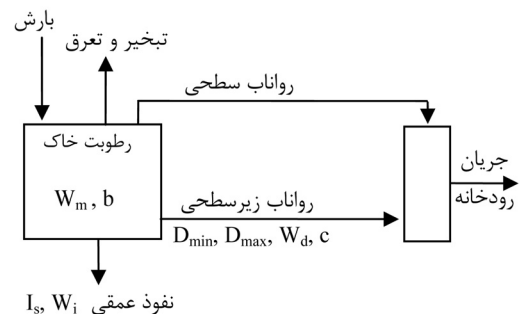 بارش
تبخیر و تعرق
رواناب سطحی
رطوبت خاک
Wm , b
جریان
رودخانه
رواناب زیرسطحی
Dmin, Dmax, Wd, c
Is, Wi نفوذ عمقی